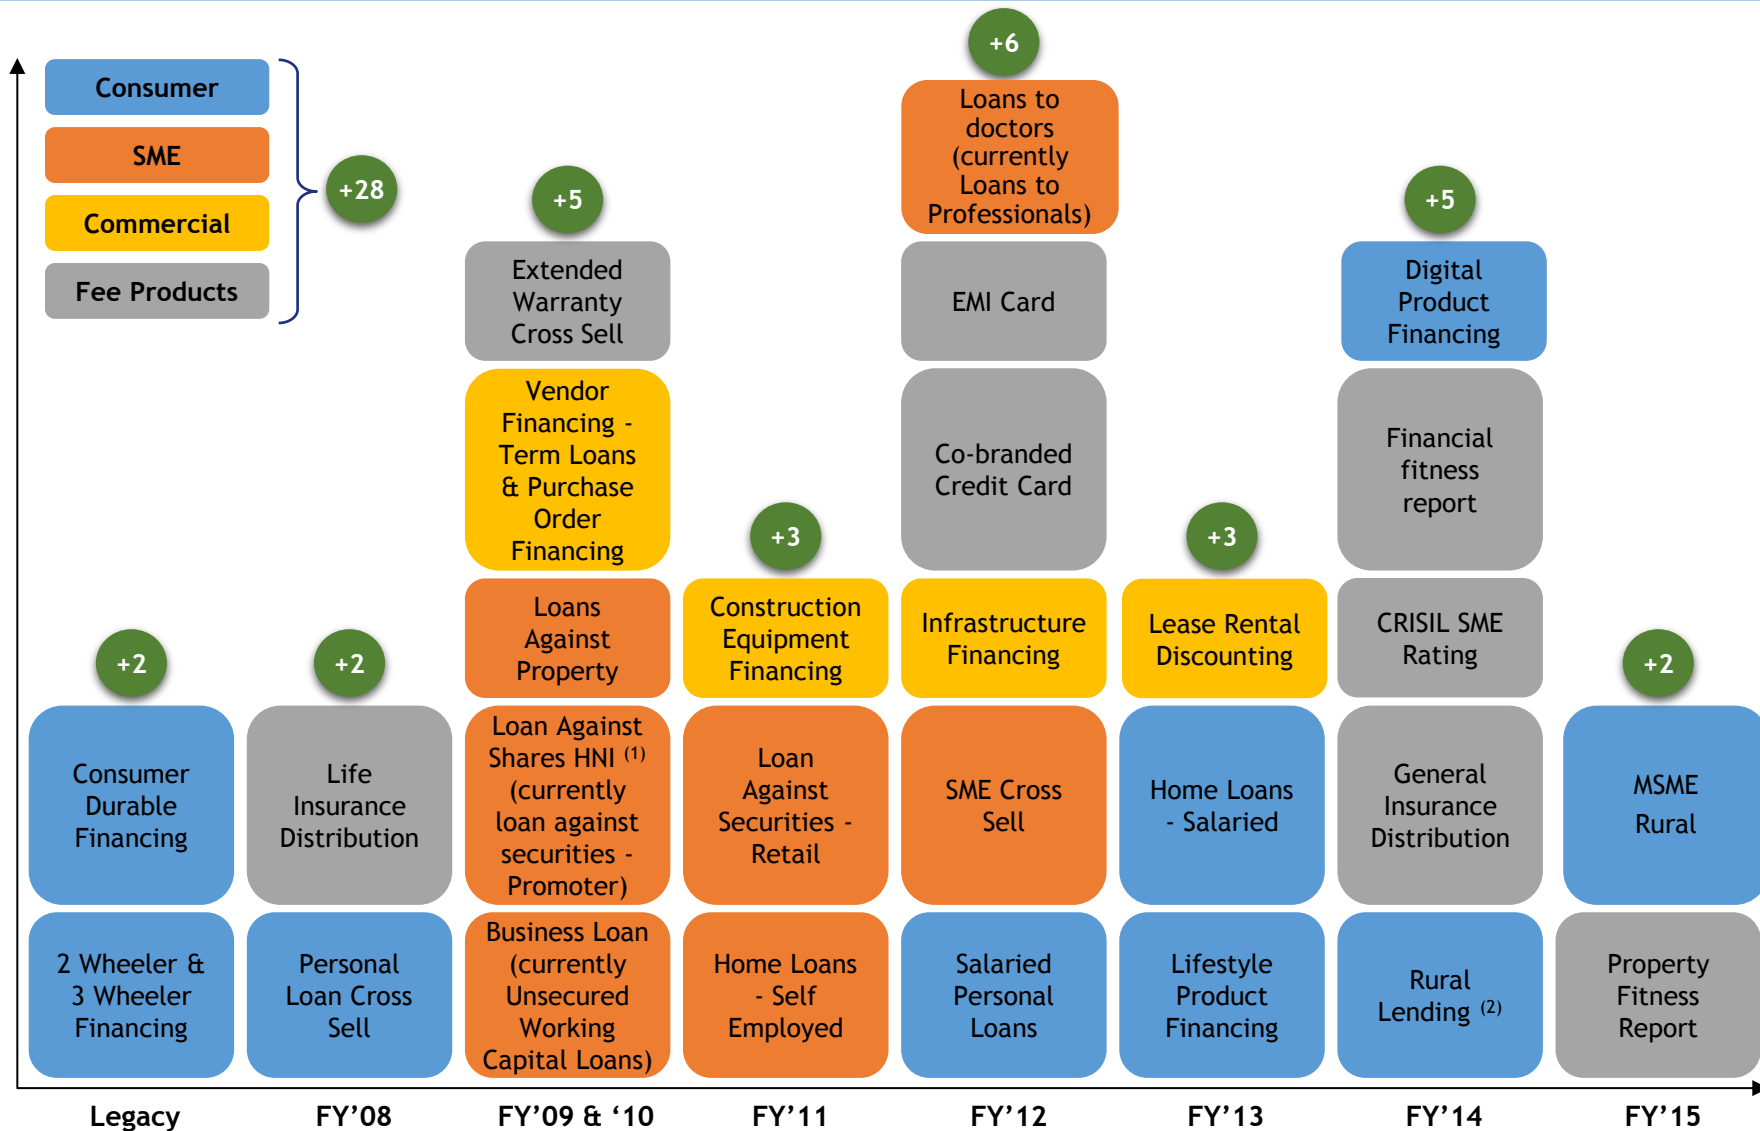 Consumer
SME
Commercial
Fee Products
+28
+2
Consumer
Durable
Financing
2 Wheeler &
3 Wheeler
Financing
Legacy
+2
Life
Insurance
Distribution
Personal
Loan Cross
Sell
FY’08
+5
Extended
Warranty
Cross Sell
Vendor
Financing -
Term Loans
& Purchase
Order
Financing
Loans
Against
Property
Loan Against
Shares HNI (1)
(currently
loan against
securities -
Promoter)
Business Loan
(currently
Unsecured
Working
Capital Loans)
FY’09 & ‘10
+3
Construction
Equipment
Financing
Loan
Against
Securities -
Retail
Home Loans
- Self
Employed
FY’11
+6
Loans to
doctors
(currently
Loans to
Professionals)
EMI Card
Co-branded
Credit Card
Infrastructure
Financing
SME Cross
Sell
Salaried
Personal
Loans
FY’12
+3
Lease Rental
Discounting
Home Loans
- Salaried
Lifestyle
Product
Financing
FY’13
+5
Digital
Product
Financing
Financial
fitness
report
CRISIL SME
Rating
General
Insurance
Distribution
Rural
Lending (2)
FY’14
+2
MSME
Rural
Property
Fitness
Report
FY’15